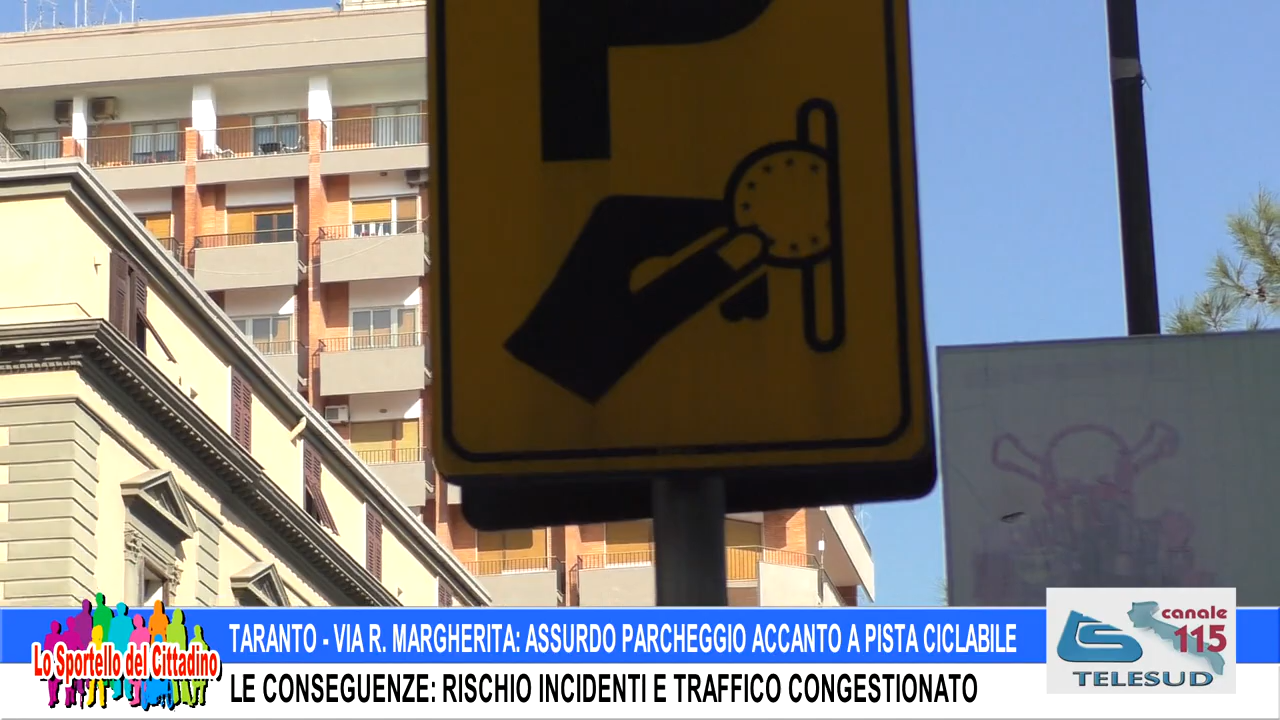 P
TARANTO - VIA R. MARGHERITA: ASSURDO PARCHEGGIO ACCANTO A PISTA CICLABILE
LE CONSEGUENZE: RISCHIO INCIDENTI E TRAFFICO CONGESTIONATO
Lo Sportello del Cittadino
canale
115
TELESUD